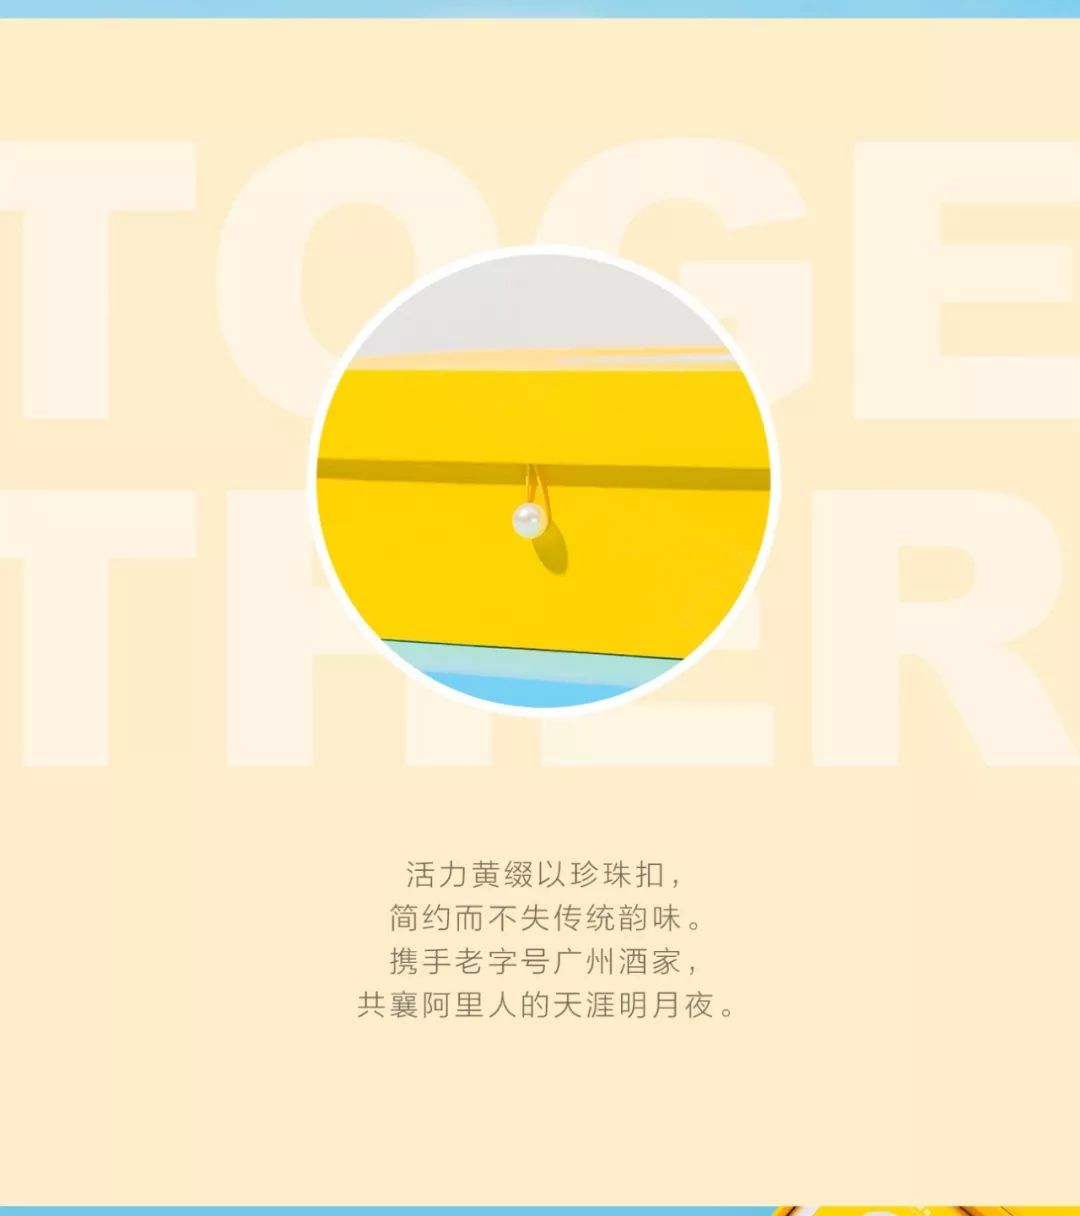 TOGE
THER
活力黄缀以珍珠扣，
简约而不失传统韵味。
携手老字号广州酒家，
共襄阿里人的天涯明月夜。